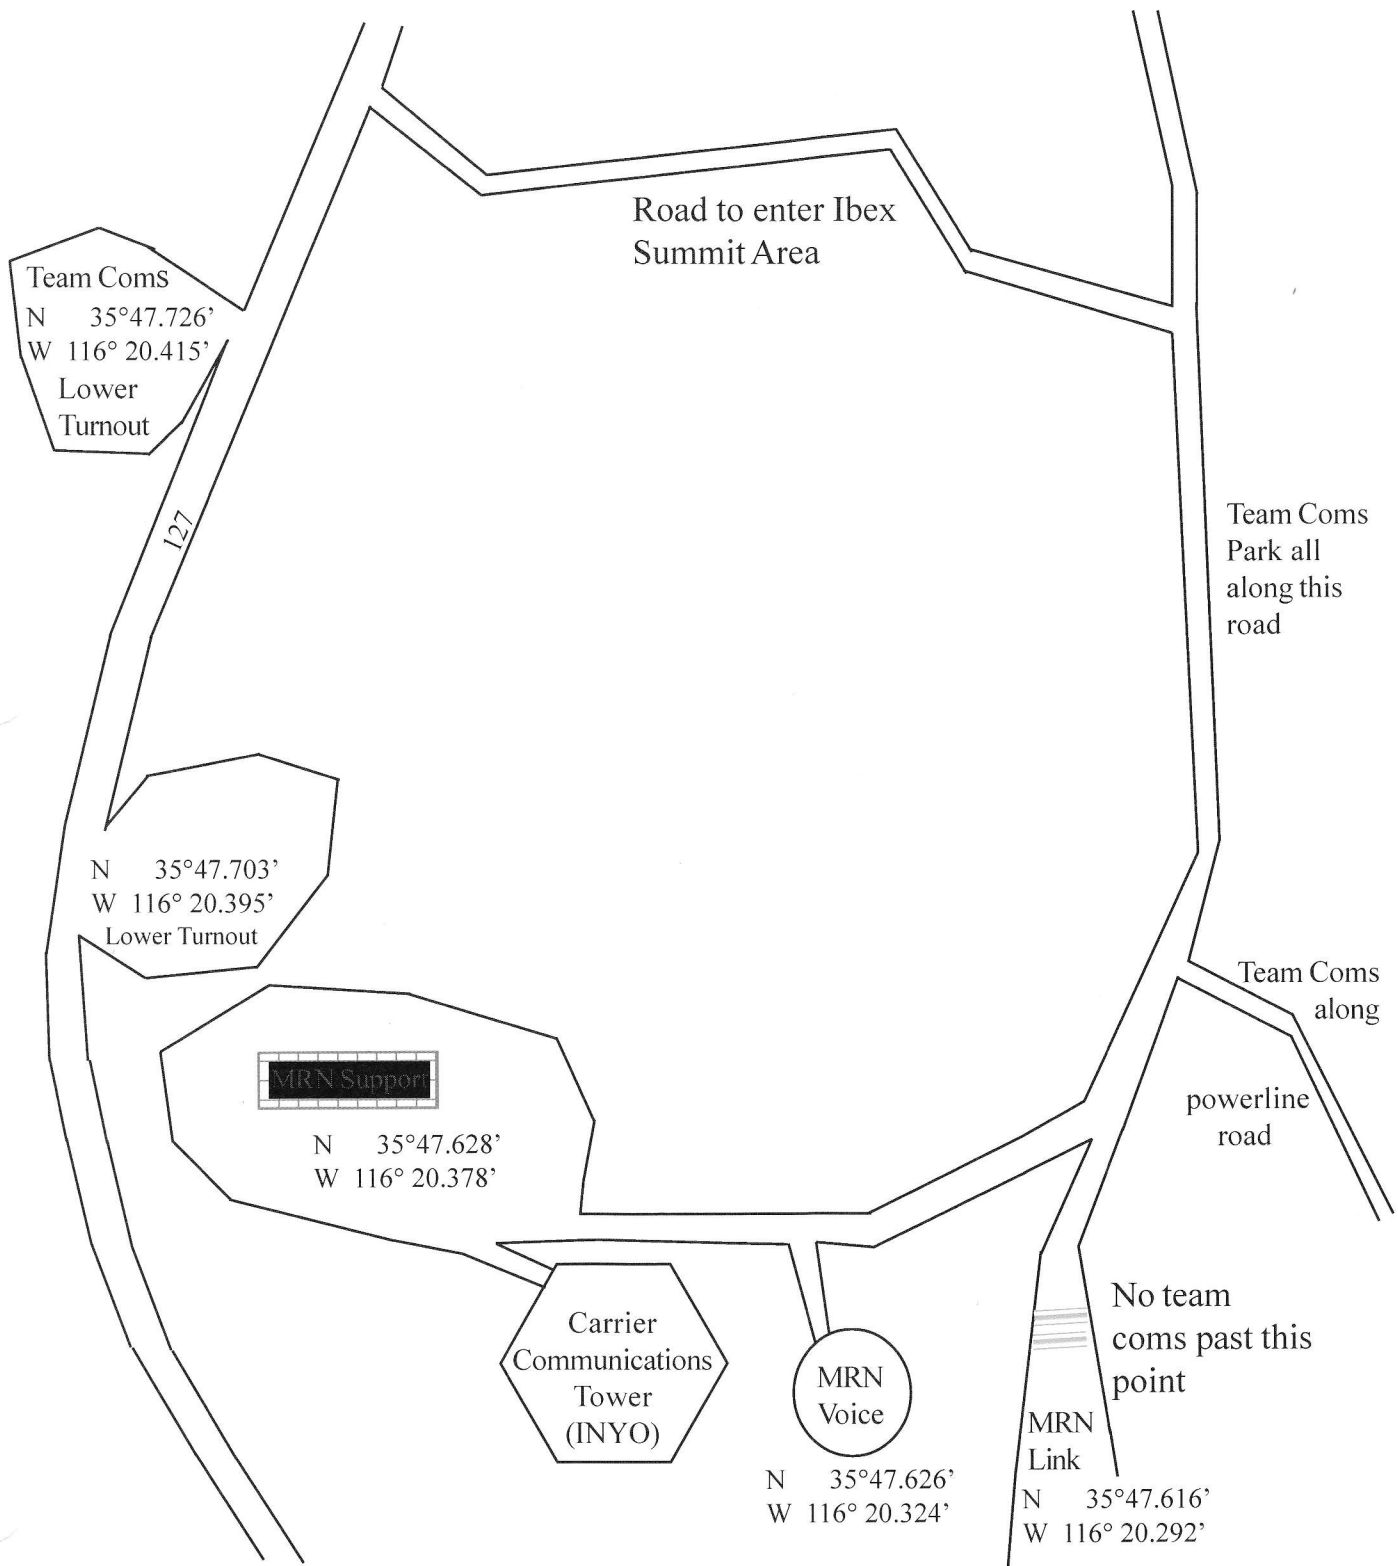 Road to enter Ibex
Summit Area
Team Coms
N 35°47.726’
W 116° 20.415’
Lower
Turnout
127
Team Coms
Park all
along this
road
N 35°47.703’
W 116° 20.395’
Lower Turnout
Team Coms
along
powerline
road
MRN Support
N 35°47.628’
W 116° 20.378’
Carrier
Communications
Tower
(INYO)
MRN
Voice
N 35°47.626’
W 116° 20.324’
No team
coms past this
point
MRN
Link
N 35°47.616’
W 116° 20.292’